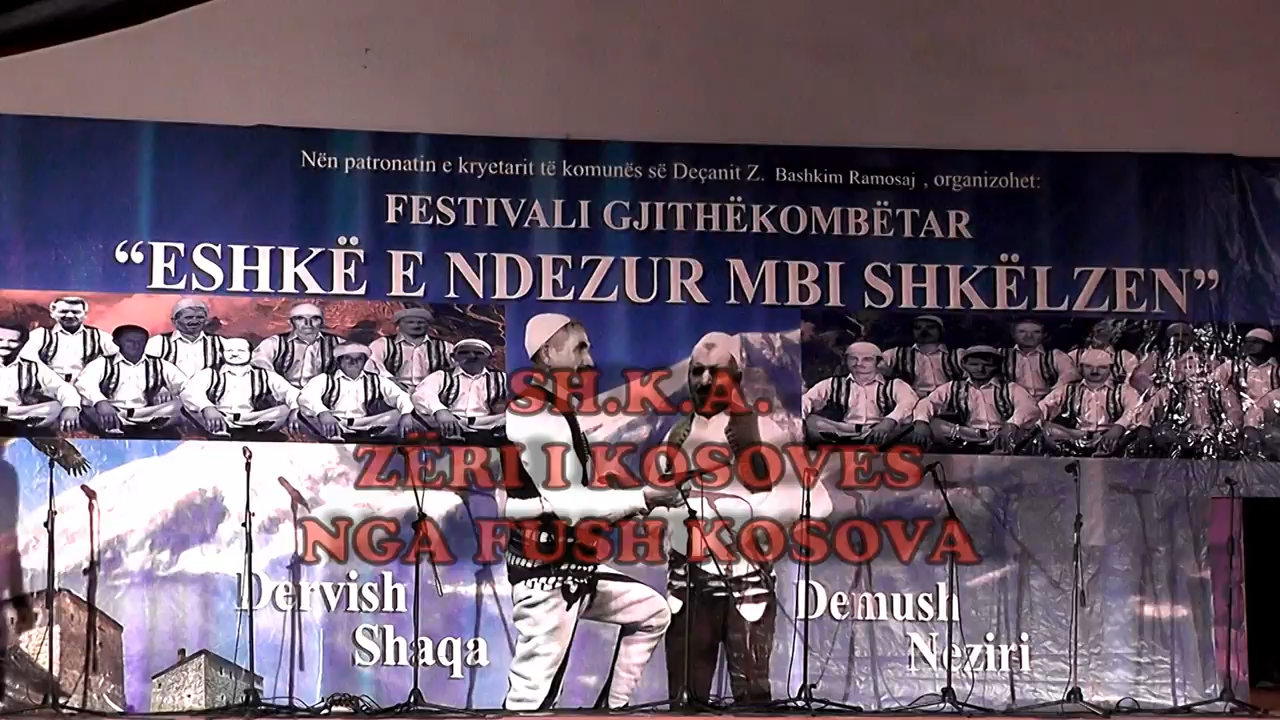 Nën patronatin e kryetarit të komunës së Deçanit Z. Bashkim Ramosaj , organizohet:
FESTIVALI GJITHËKOMBËTAR
“ESHKË E NDEZUR MBI SHKËLZEN”
SH.K.A.
ZËRI I KOSOVES
NGA FUSH KOSOVA
Dervish
Shaqa
Demush
Neziri